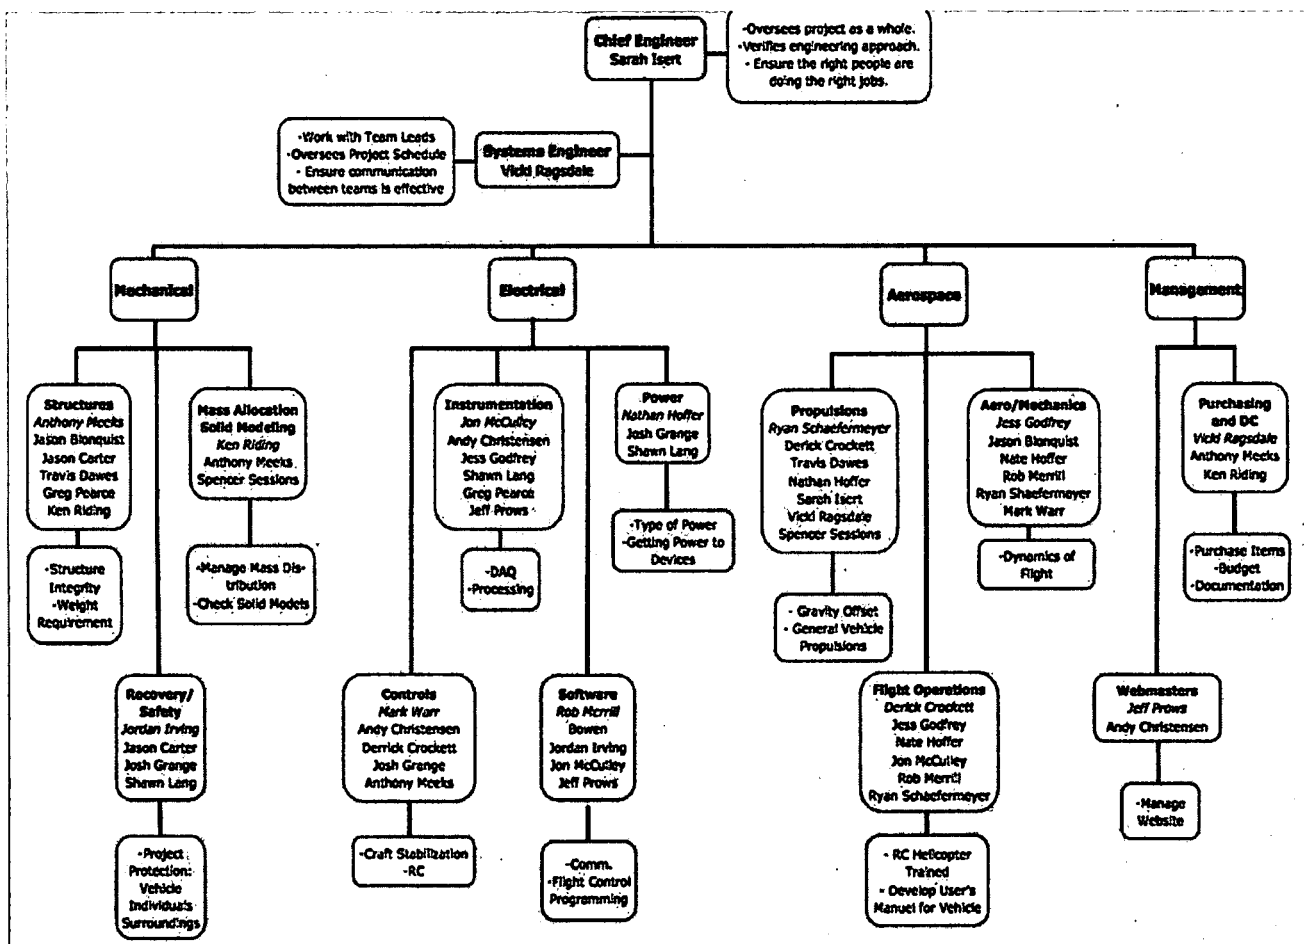 Chief Engineer
Sarah Isert
-Oversees project as a whole.
-Verifies engineering approach.
- Ensure the right people are
doing the right jobs.
-Work with Team Leads
-Oversees Project Schedule
- Ensure communication
between teams is effective
Systems Engineer
Vicki Ragsdale
Mechanical
Electrical
Aerospace
Management
Structures
Anthony Meeks
Jason Blonquist
Jason Carter
Travis Dawes
Greg Pearce
Ken Riding
-Structure
Integrity
-Weight
Requirement
Mass Allocation
Solid Modeling
Ken Riding
Anthony Meeks
Spencer Sessions
-Manage Mass Dis-
tribution
-Check Solid Models
Recovery/
Safety
Jordan Irving
Jason Carter
Josh Grange
Shawn Lang
-Project
Protection:
Vehicle
Individuals
Surroundings
Instrumentation
Jon McCulley
Andy Christensen
Jess Godfrey
Shawn Lang
Greg Pearce
Jeff Prows
-DAQ
-Processing
Power
Nathan Hoffer
Josh Grange
Shawn Lang
-Type of Power
-Getting Power to
Devices
Controls
Mark Warr
Andy Christensen
Derrick Crockett
Josh Grange
Anthony Meeks
-Craft Stabilization
-RC
Software
Rob Merrill
Bowen
Jordan Irving
Jon McCulley
Jeff Prows
-Comm.
-Flight Control
Programming
Propulsions
Ryan Schaefermeyer
Derick Crockett
Travis Dawes
Nathan Hoffer
Sarah Isert
Vicki Ragsdale
Spencer Sessions
- Gravity Offset
- General Vehicle
Propulsions
Aero/Mechanics
Jess Godfrey
Jason Blonquist
Nate Hoffer
Rob Merrill
Ryan Shaefermeyer
Mark Warr
-Dynamics of
Flight
Flight Operations
Derick Crockett
Jess Godfrey
Nate Hoffer
Jon McCulley
Rob Merrill
Ryan Schaefermeyer
- RC Helicopter
Trained
- Develop User's
Manuel for Vehicle
Purchasing
and DC
Vicki Ragsdale
Anthony Meeks
Ken Riding
-Purchase Items
-Budget
-Documentation
Webmasters
Jeff Prows
Andy Christensen
-Manage
Website